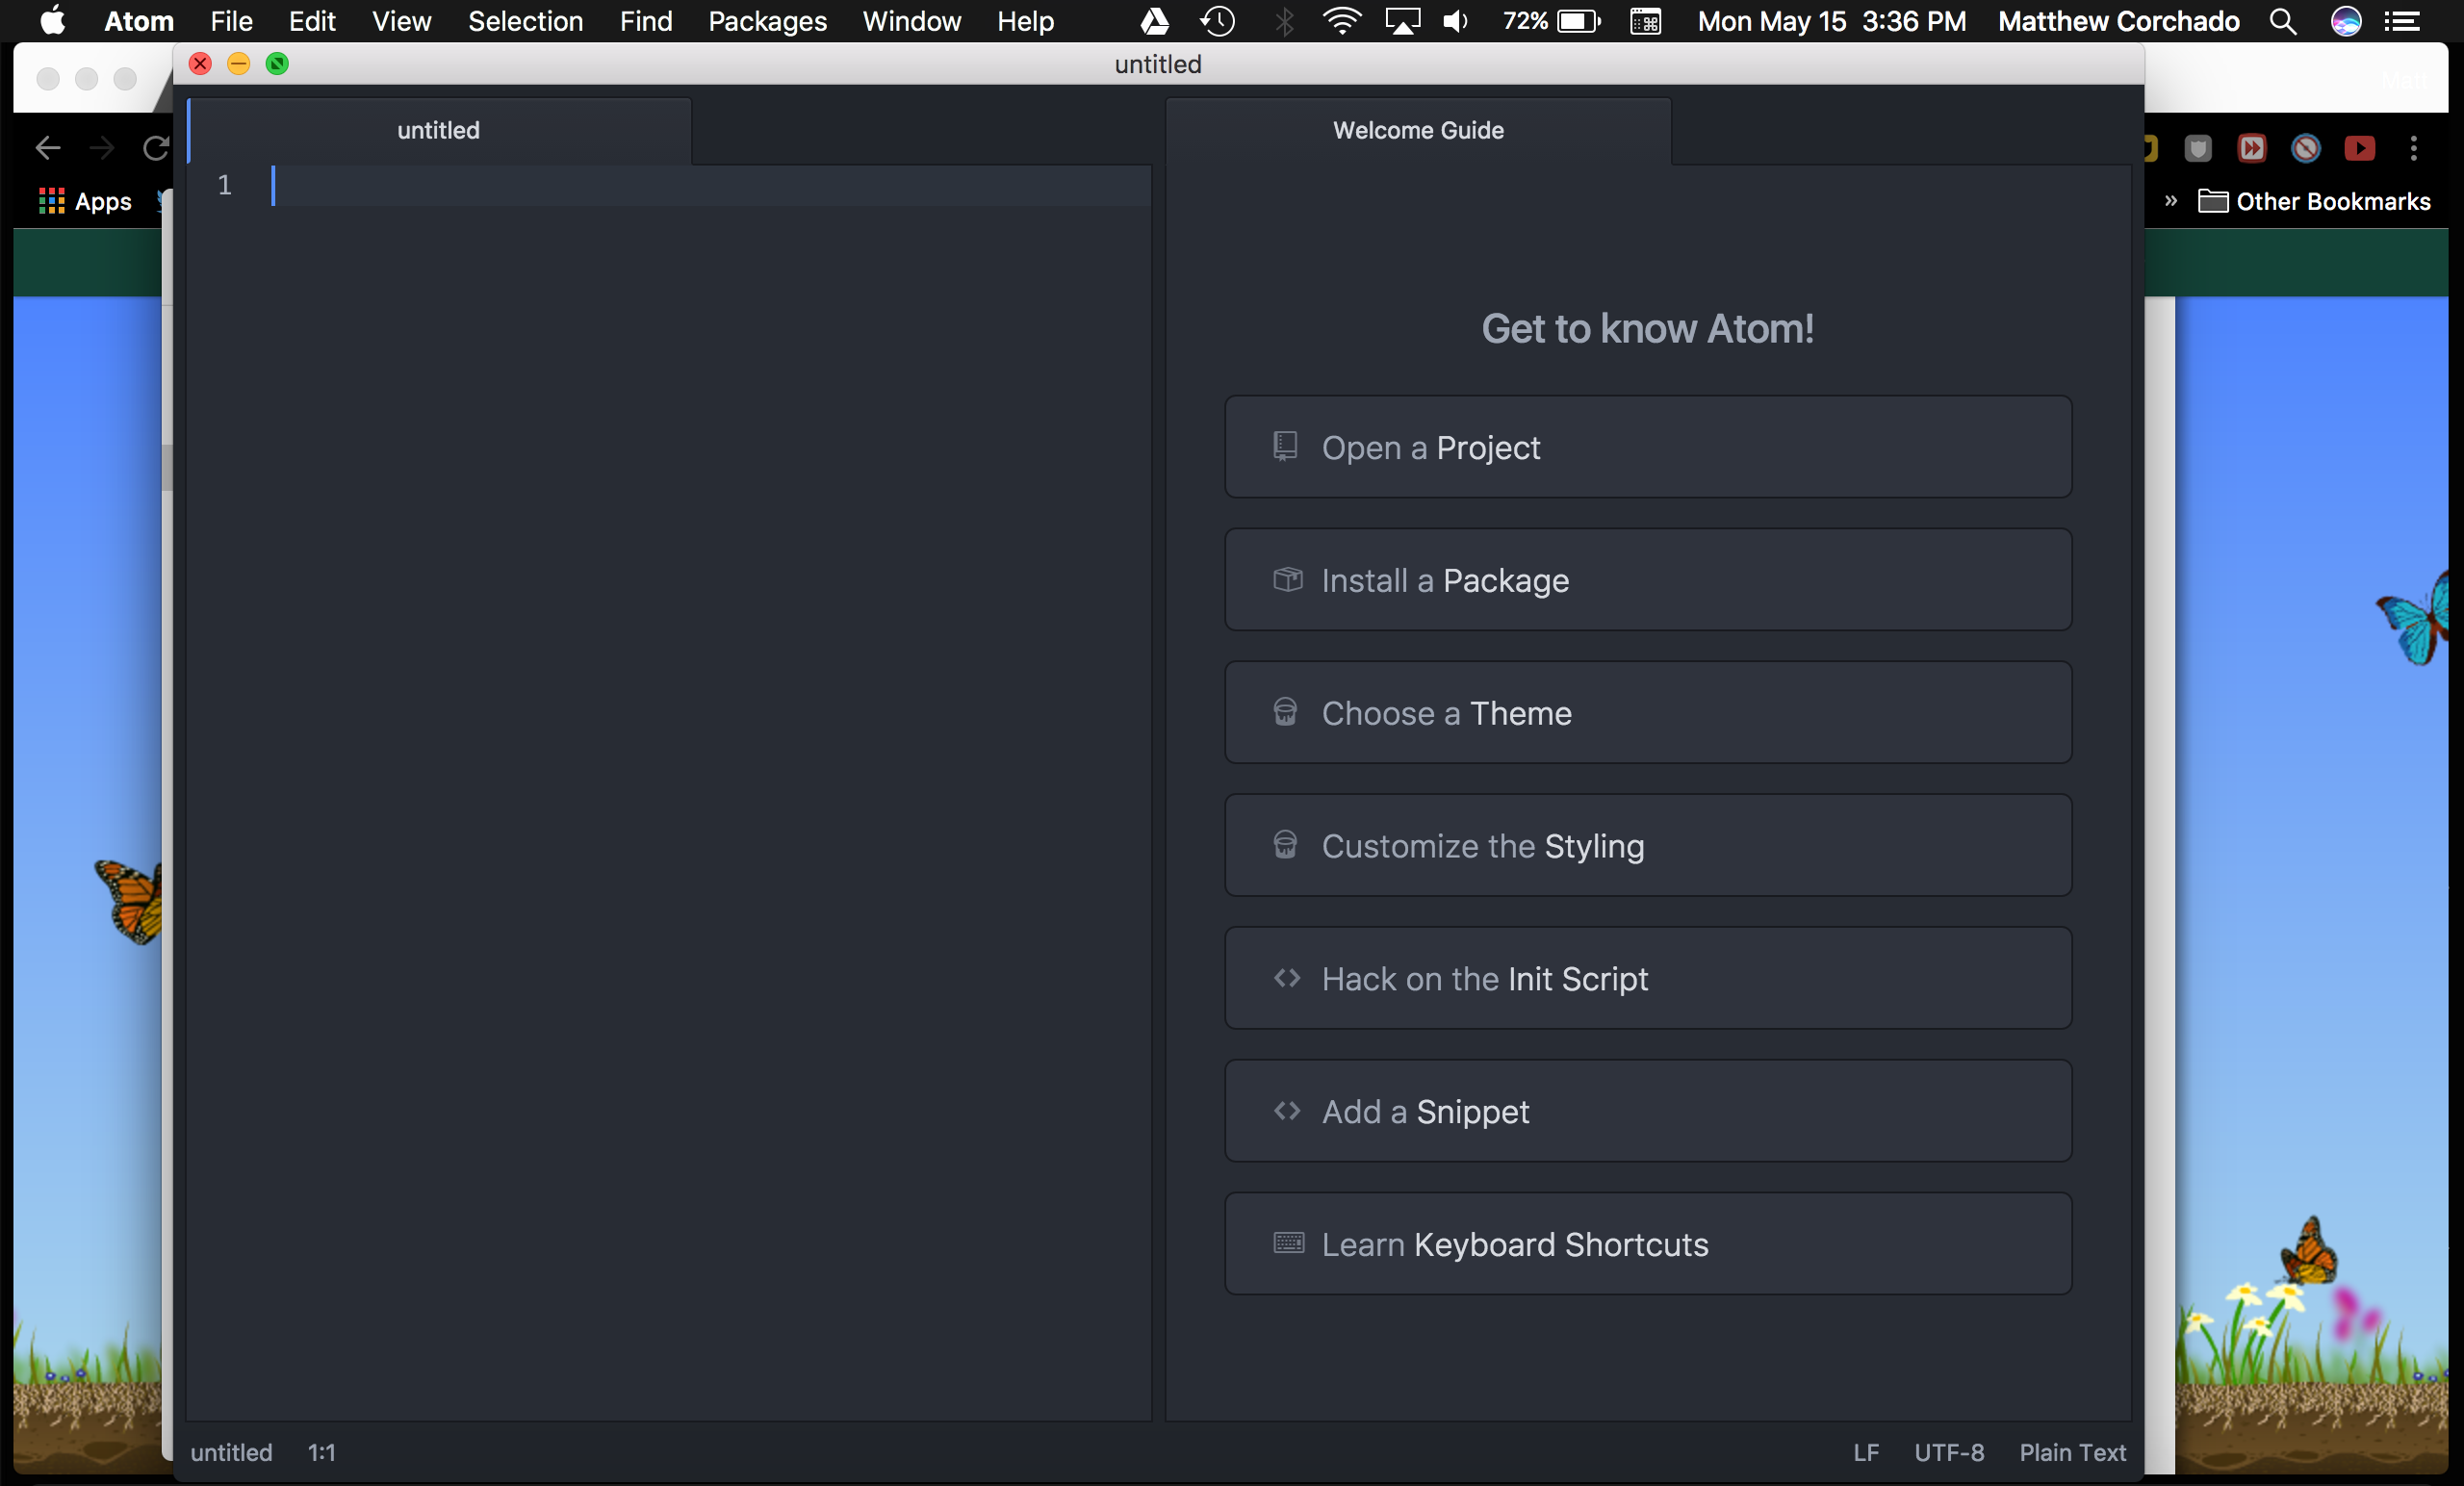 Atom File Edit View Selection Find Packages Window Help 72% Mon May 15 3:36 PM Matthew Corchado
untitled
untitled
Welcome Guide
1
Apps
» Other Bookmarks
Get to know Atom!
Open a Project
Install a Package
Choose a Theme
Customize the Styling
<> Hack on the Init Script
<> Add a Snippet
Learn Keyboard Shortcuts
untitled 1:1 LF UTF-8 Plain Text